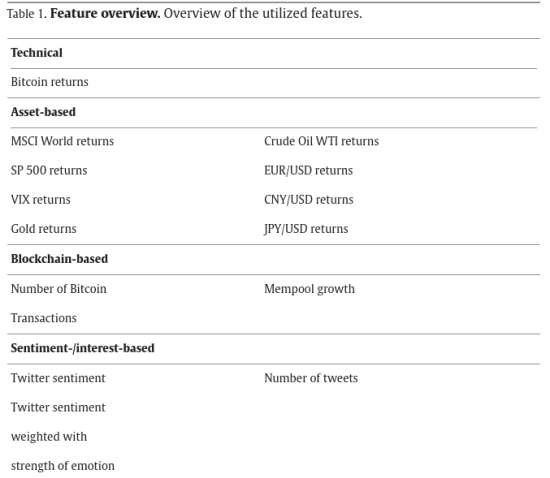 Table 1. Feature overview. Overview of the utilized features.
Technical
Bitcoin returns
Asset-based
MSCI World returns
Crude Oil WTI returns
SP 500 returns
EUR/USD returns
VIX returns
CNY/USD returns
Gold returns
JPY/USD returns
Blockchain-based
Number of Bitcoin
Mempool growth
Transactions
Sentiment-/interest-based
Twitter sentiment
Number of tweets
Twitter sentiment
weighted with
strength of emotion